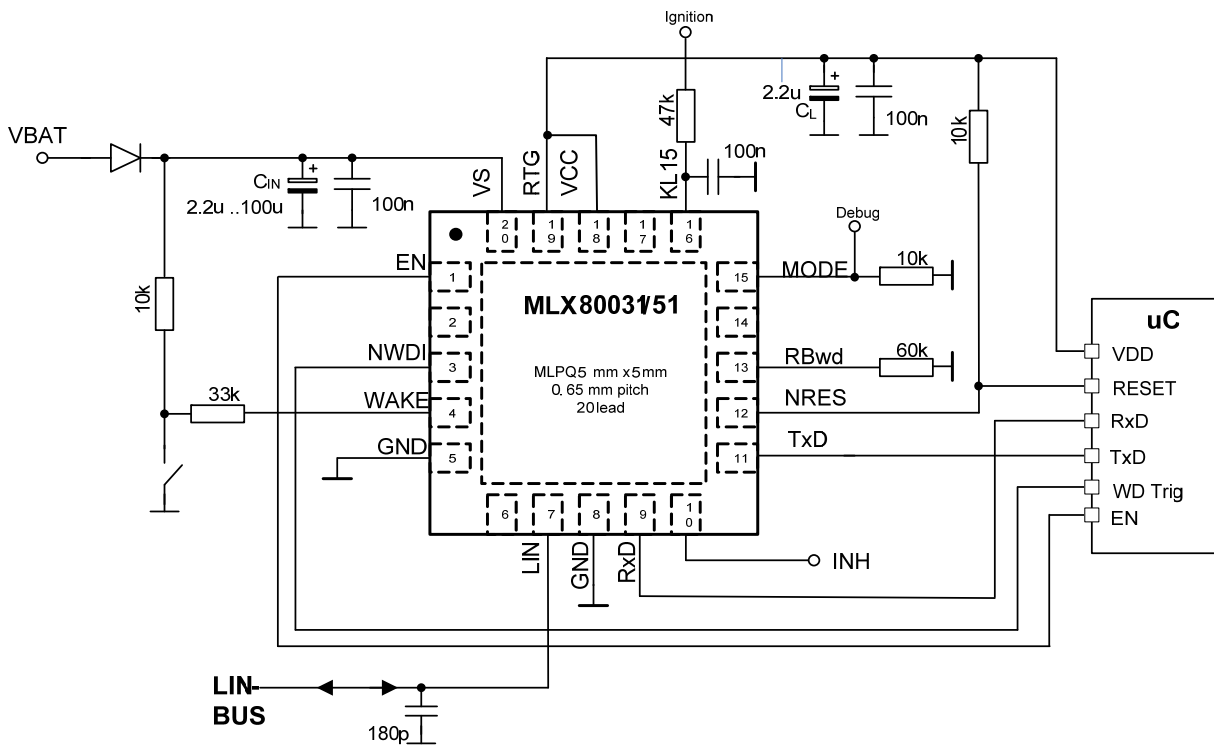 Ignition
2.2u
+
CL
100n
10k
47k
VBAT
CIN
+
2.2u ..100u
100n
VS
RTG
VCC
KL15
100n
20
19
18
17
16
Debug
EN
1
15
MODE
10k
MLX80031/51
10k
2
14
uC
VDD
NWDI
3
MLPQ5 mm x5mm
0.65 mm pitch
20lead
13
RBwd
60k
RESET
33k
WAKE
4
12
NRES
RxD
GND
5
11
TxD
TxD
WD Trig
EN
6
7
8
9
10
LIN
GND
RxD
INH
LIN-
BUS
180p